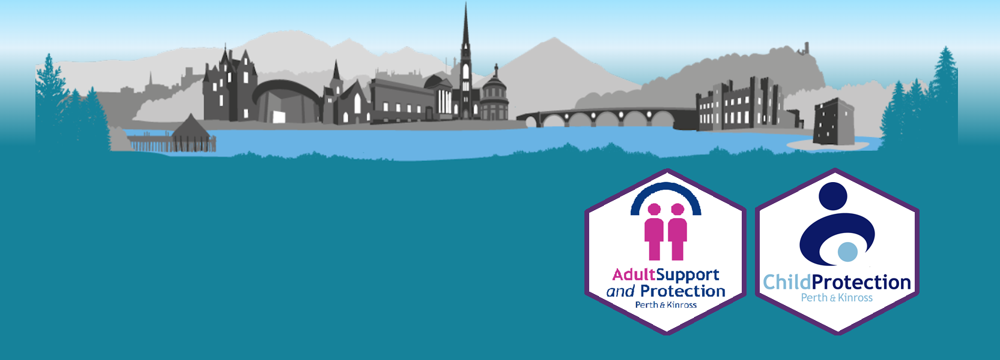 AdultSupport
and Protection
Perth & Kinross
ChildProtection
Perth & Kinross